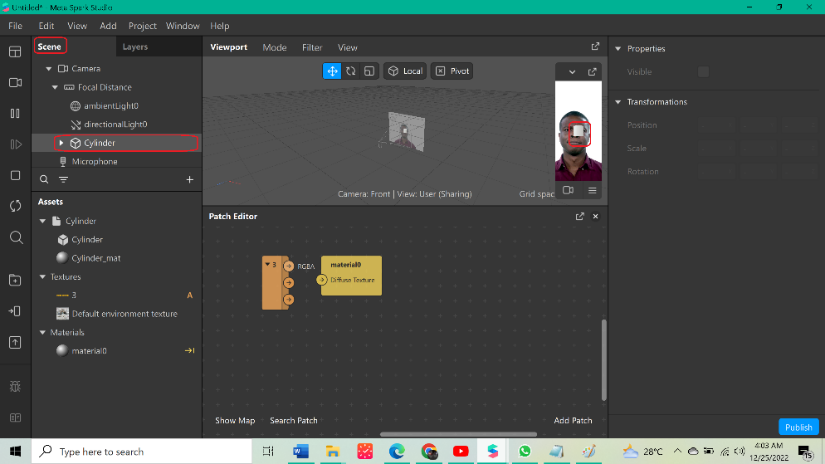 Untitled* - Meta Spark Studio
File Edit View Add Project Window Help
Scene Layers
Camera
Focal Distance
ambientLight0
directionalLight0
Cylinder
Microphone
Assets
Cylinder
Cylinder
Cylinder_mat
Textures
3 A
Default environment texture
Materials
material0
Viewport Mode Filter View
Local Pivot
Camera: Front | View: User (Sharing) Grid spac
Patch Editor
3 RGBA
material0
Diffuse Texture
Show Map Search Patch Add Patch
Properties
Visible
Transformations
Position
Scale
Rotation
Publish
Type here to search
28°C
4:03 AM
12/25/2022
15